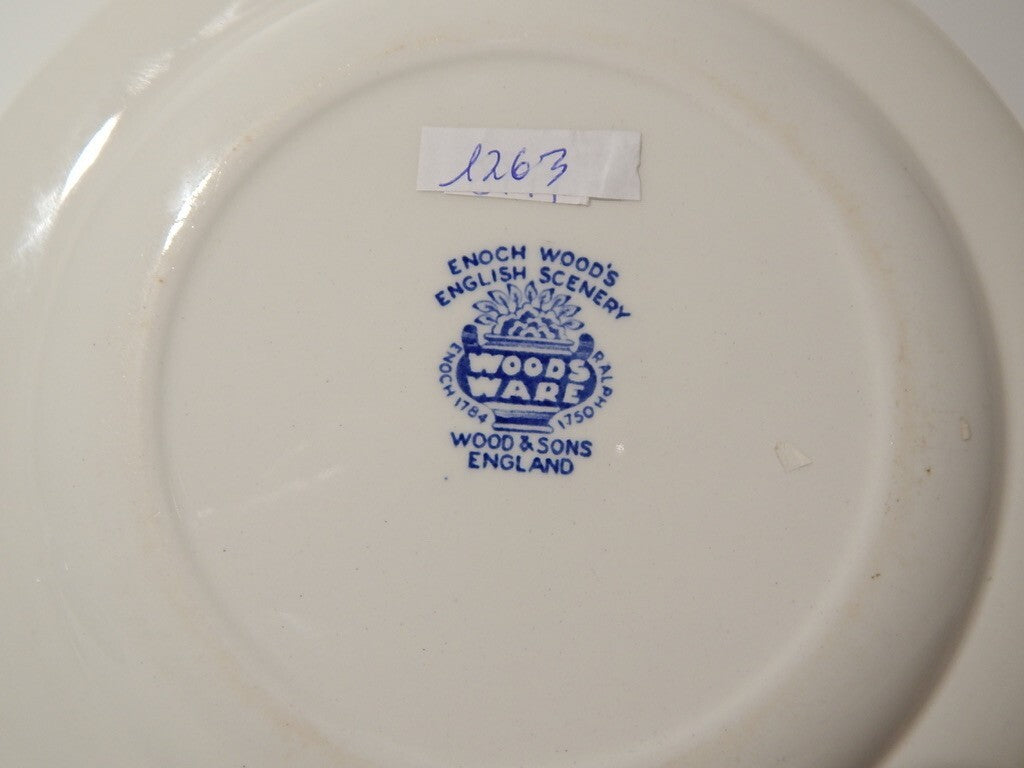 1263
ENOCH WOOD'S
ENGLISH SCENERY
WOODS
WARE
ENOCH 1784
1750 RALPH
WOOD & SONS
ENGLAND